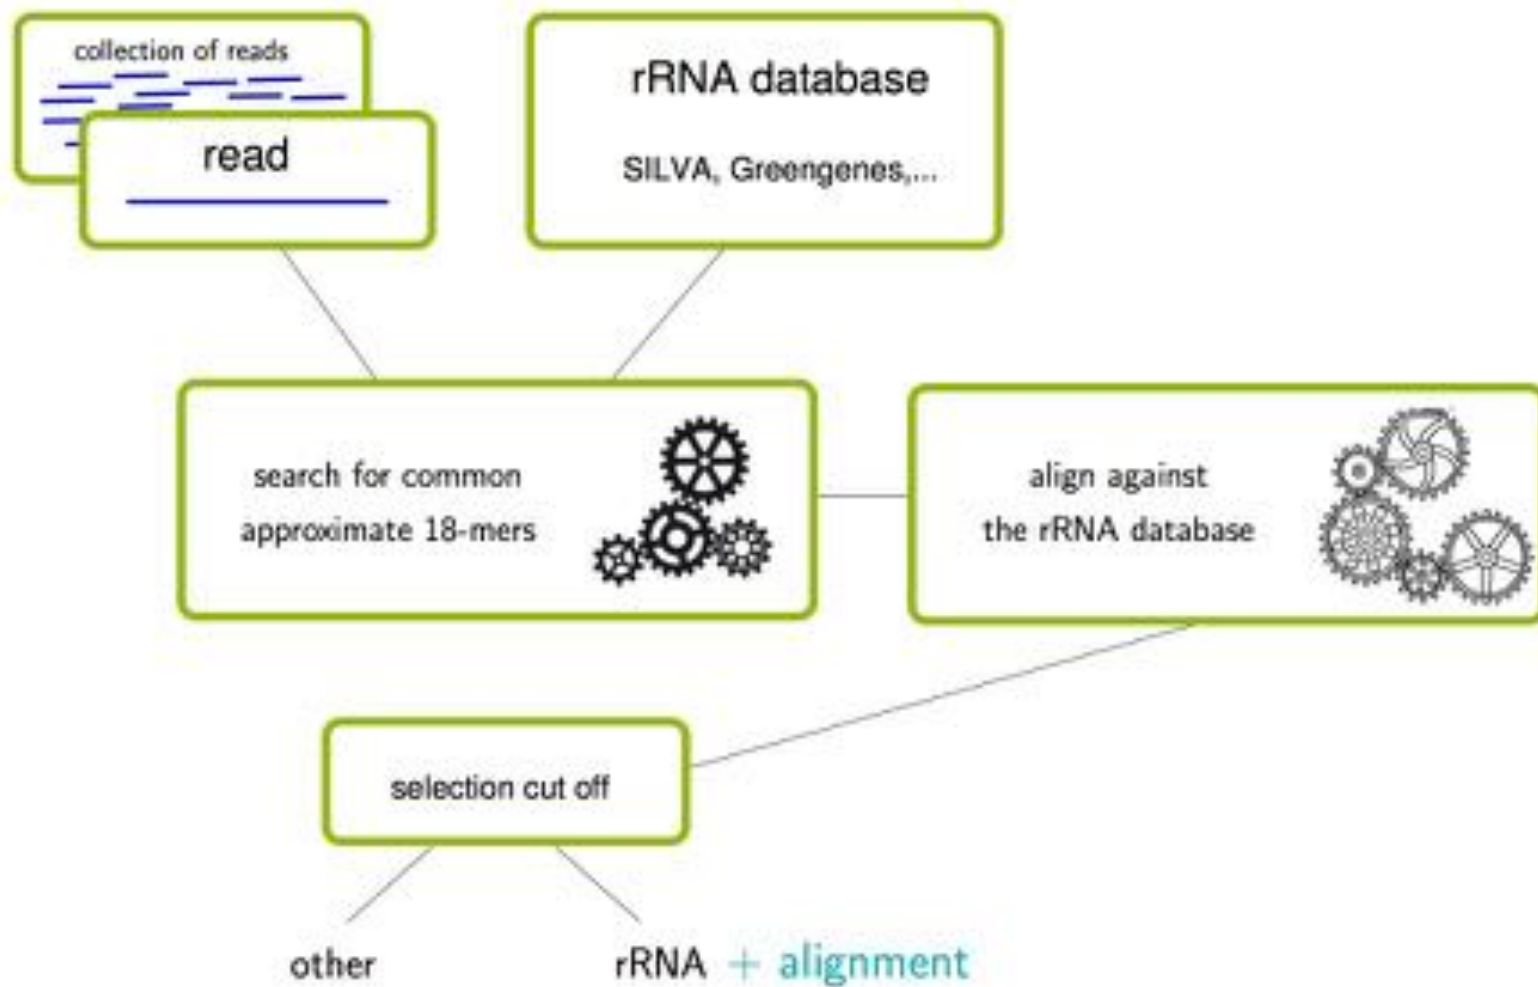 collection of reads
read
rRNA database
SILVA, Greengenes,...
search for common
approximate 18-mers
align against
the rRNA database
selection cut off
other
rRNA + alignment